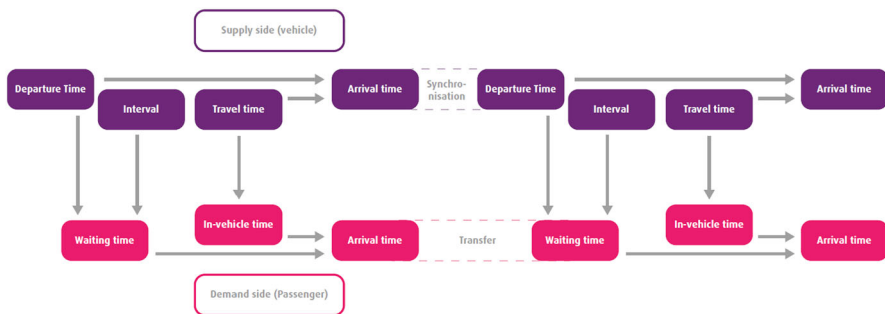 Supply side (vehicle)
Departure Time
Interval
Travel time
Arrival time
Synchro-
nisation
Departure Time
Interval
Travel time
Arrival time
Waiting time
In-vehicle time
Arrival time
Transfer
Waiting time
In-vehicle time
Arrival time
Demand side (Passenger)